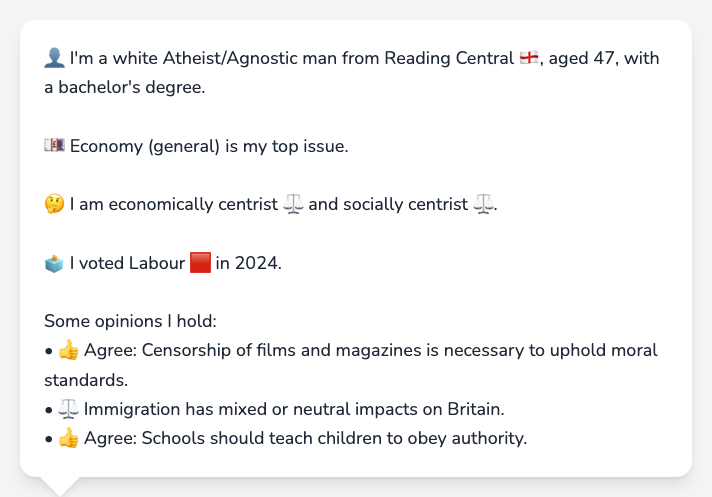 👤 I'm a white Atheist/Agnostic man from Reading Central 🏴󠁧󠁢󠁥󠁮󠁧󠁿, aged 47, with
a bachelor's degree.
💷 Economy (general) is my top issue.
🤔 I am economically centrist ⚖️ and socially centrist ⚖️.
🗳️ I voted Labour 🟥 in 2024.
Some opinions I hold:
• 👍 Agree: Censorship of films and magazines is necessary to uphold moral
standards.
• ⚖️ Immigration has mixed or neutral impacts on Britain.
• 👍 Agree: Schools should teach children to obey authority.